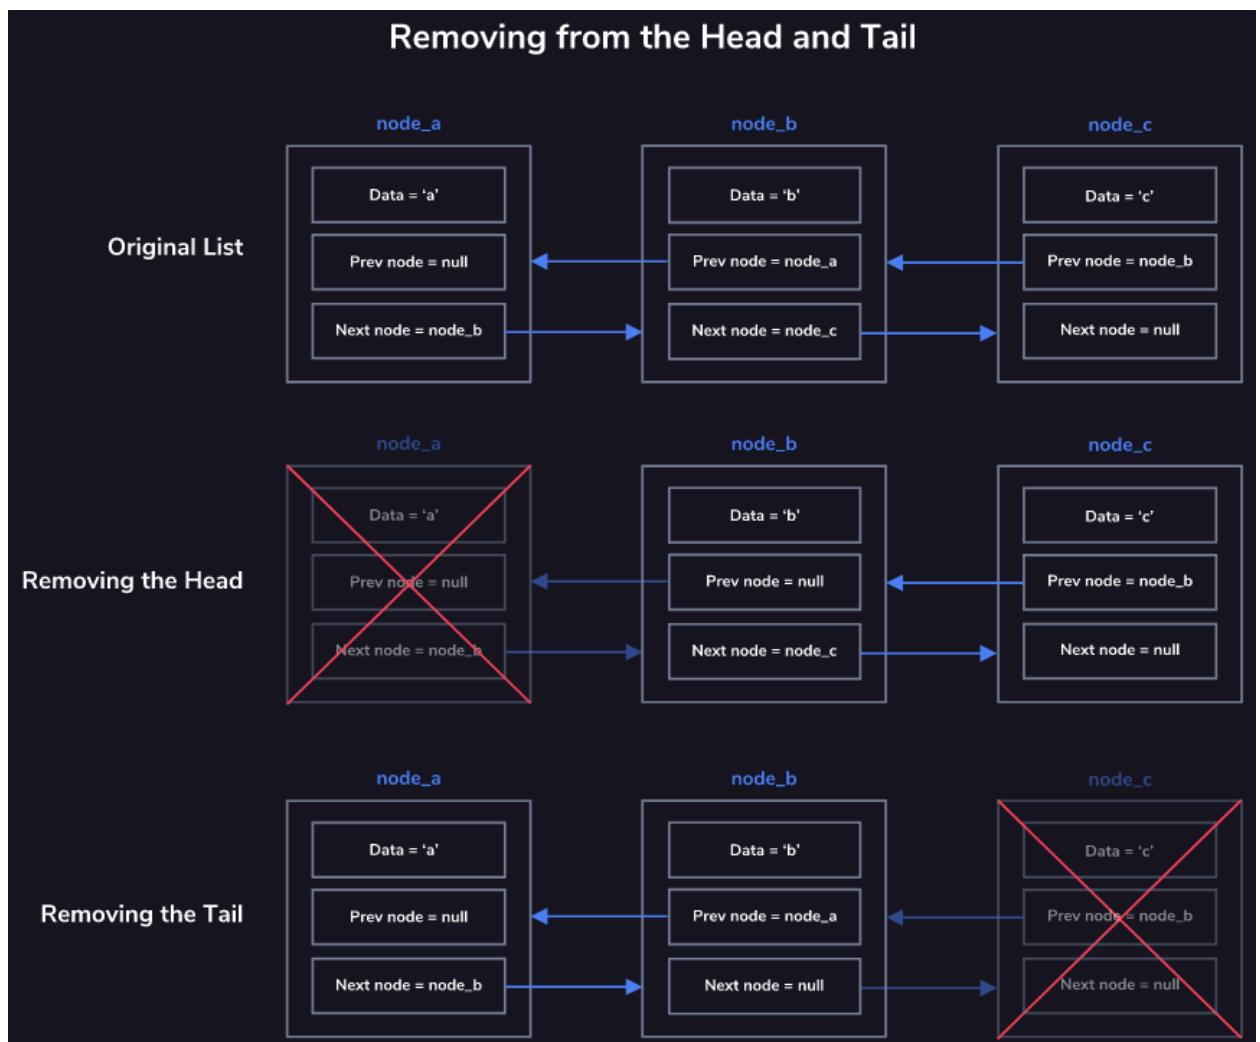 Removing from the Head and Tail
node_a
node_b
node_c
Original List
Data = ‘a’
Prev node = null
Next node = node_b
Data = ‘b’
Prev node = node_a
Next node = node_c
Data = ‘c’
Prev node = node_b
Next node = null
node_a
node_b
node_c
Removing the Head
Data = ‘a’
Prev node = null
Next node = node_b
Data = ‘b’
Prev node = null
Next node = node_c
Data = ‘c’
Prev node = node_b
Next node = null
node_a
node_b
node_c
Removing the Tail
Data = ‘a’
Prev node = null
Next node = node_b
Data = ‘b’
Prev node = node_a
Next node = null
Data = ‘c’
Prev node = node_b
Next node = null